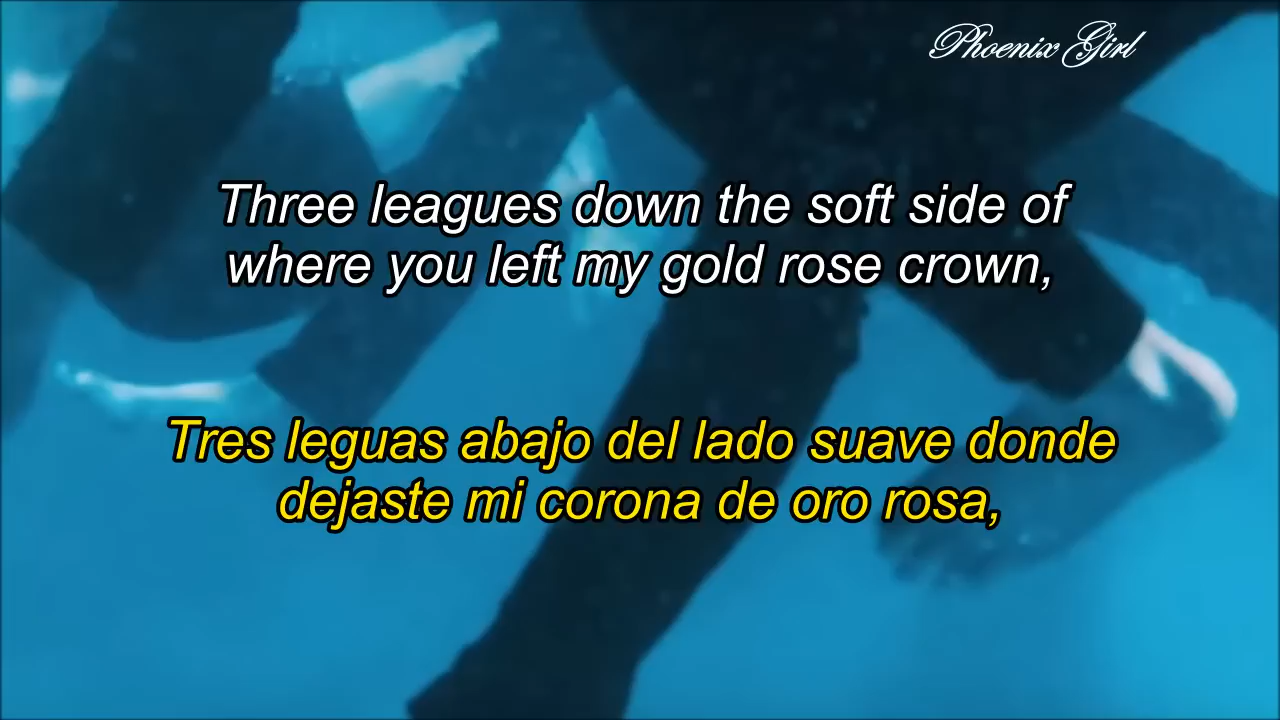 Phoenix Girl
Three leagues down the soft side of
where you left my gold rose crown,
Tres leguas abajo del lado suave donde
dejaste mi corona de oro rosa,